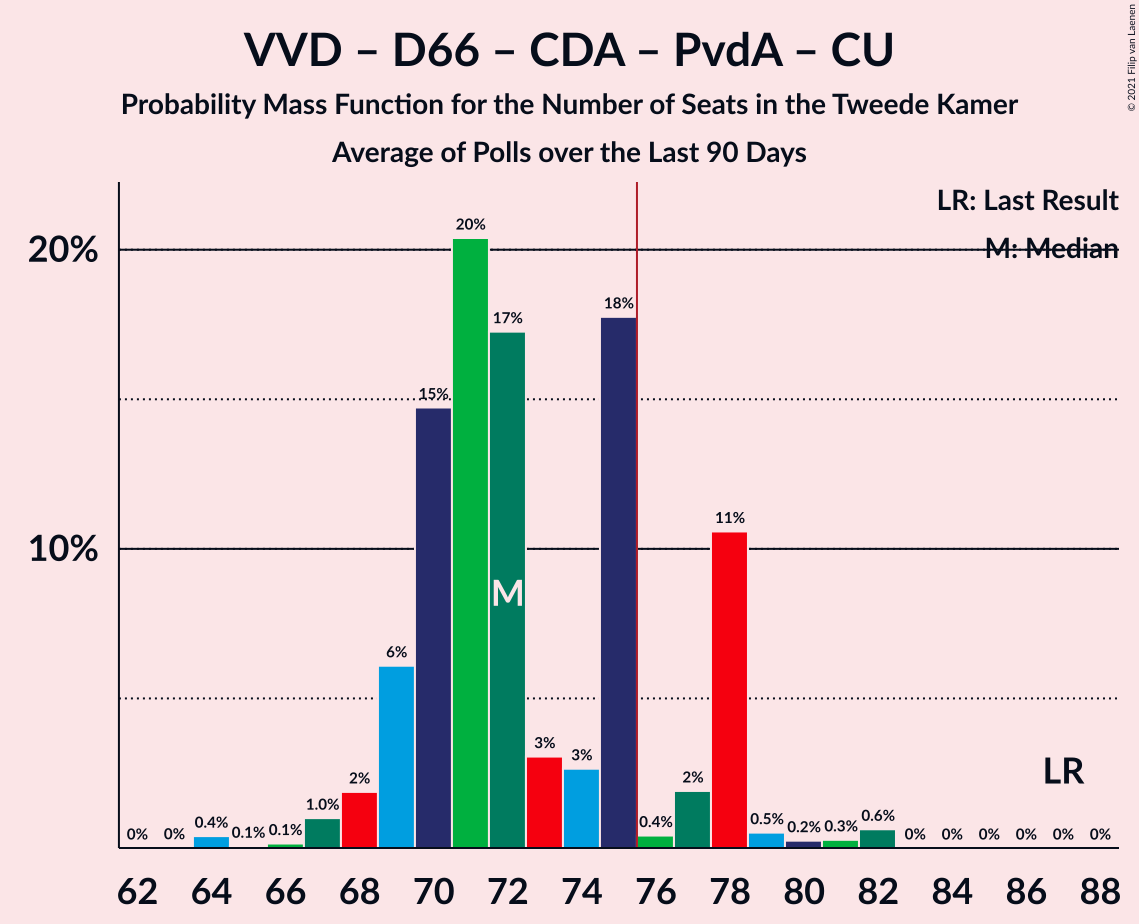 VVD – D66 – CDA – PvdA – CU
Probability Mass Function for the Number of Seats in the Tweede Kamer
Average of Polls over the Last 90 Days
© 2021 Filip van Laenen
LR: Last Result
M: Median
20%
10%
0% 0% 0.4% 0.1% 0.1% 1.0% 2% 6% 15% 20% 17% 3% 3% 18% 0.4% 2% 11% 0.5% 0.2% 0.3% 0.6% 0% 0% 0% 0% 0% 0%
M
LR
62 64 66 68 70 72 74 76 78 80 82 84 86 88